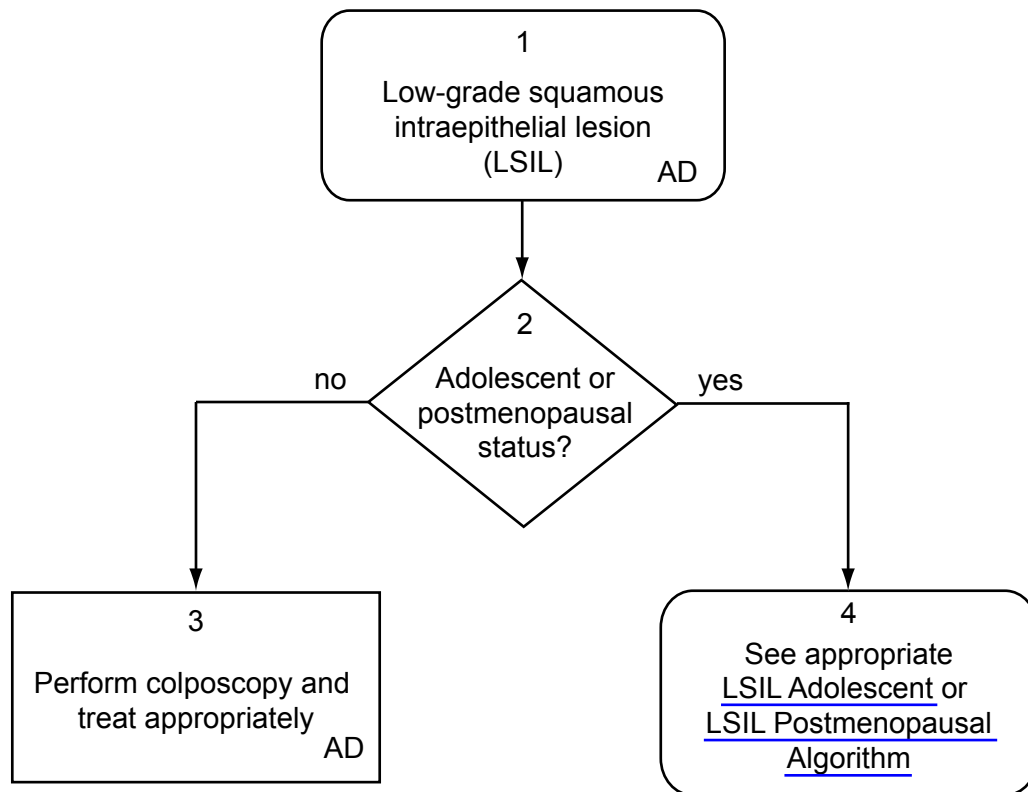 1
Low-grade squamous
intraepithelial lesion
(LSIL)
AD
2
Adolescent or
postmenopausal
status?
no
yes
3
Perform colposcopy and
treat appropriately
AD
4
See appropriate
LSIL Adolescent or
LSIL Postmenopausal
Algorithm